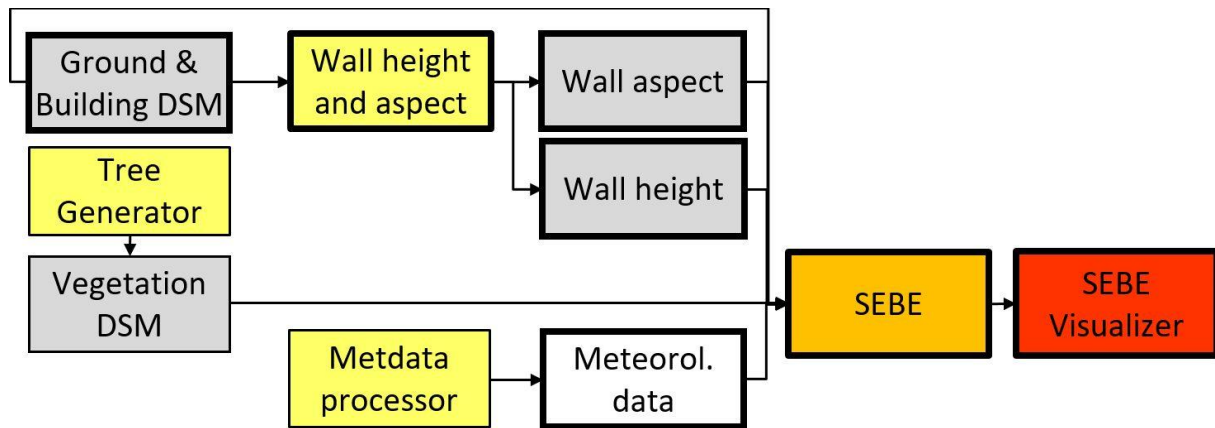 Ground &
Building DSM
Wall height
and aspect
Wall aspect
Wall height
Tree
Generator
Vegetation
DSM
SEBE
SEBE
Visualizer
Metdata
processor
Meteorol.
data